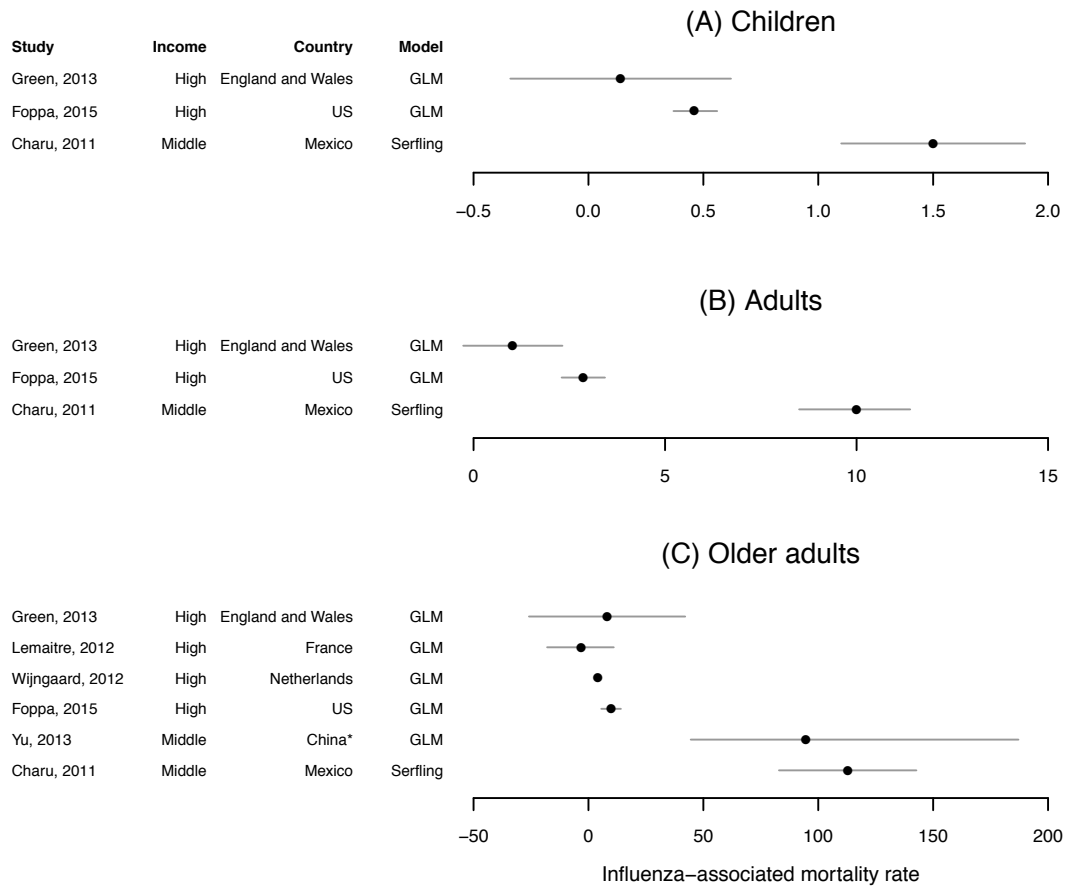 (A) Children
Study Income Country Model
Green, 2013 High England and Wales GLM
Foppa, 2015 High US GLM
Charu, 2011 Middle Mexico Serfling
−0.5 0.0 0.5 1.0 1.5 2.0
(B) Adults
Green, 2013 High England and Wales GLM
Foppa, 2015 High US GLM
Charu, 2011 Middle Mexico Serfling
0 5 10 15
(C) Older adults
Green, 2013 High England and Wales GLM
Lemaitre, 2012 High France GLM
Wijngaard, 2012 High Netherlands GLM
Foppa, 2015 High US GLM
Yu, 2013 Middle China* GLM
Charu, 2011 Middle Mexico Serfling
−50 0 50 100 150 200
Influenza−associated mortality rate